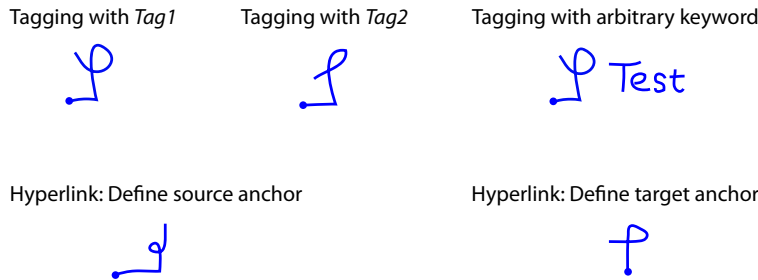 Tagging with Tag1
Tagging with Tag2
Tagging with arbitrary keyword
Test
Hyperlink: Define source anchor
Hyperlink: Define target anchor